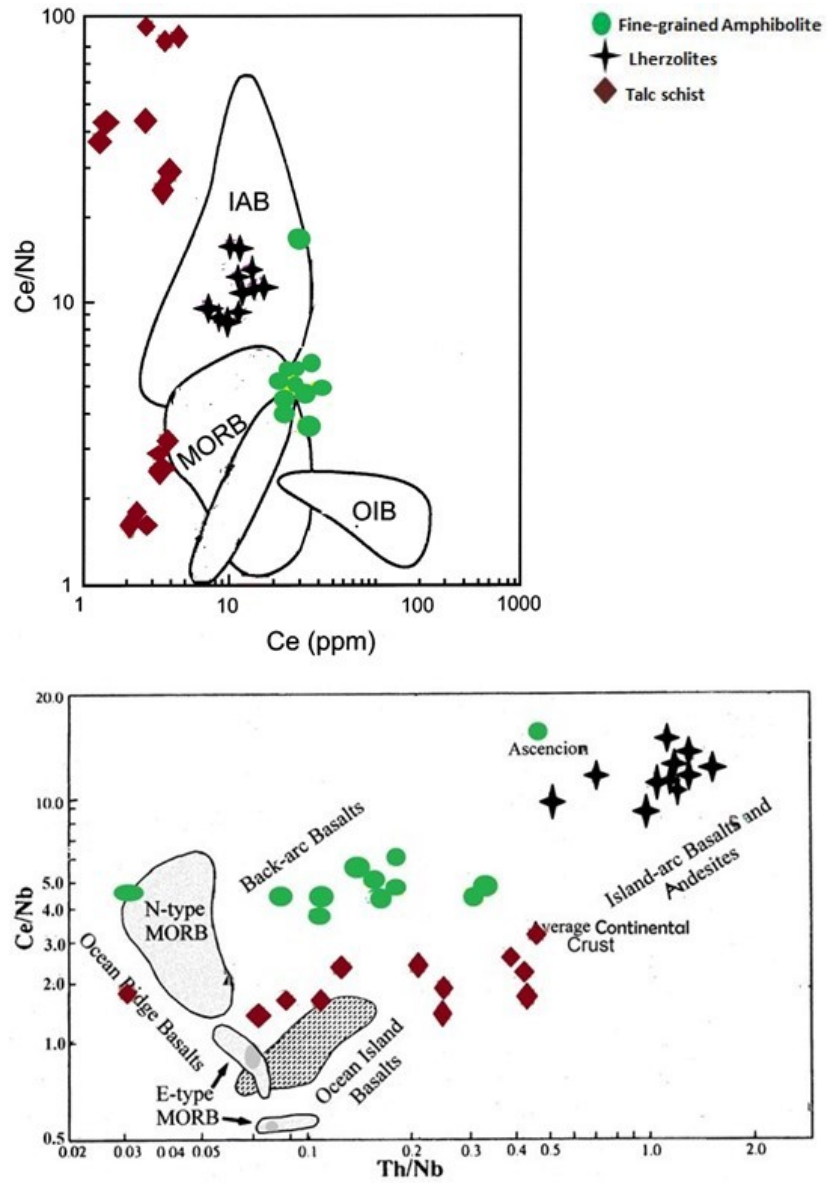 Fine-grained Amphibolite
Lherzolites
Talc schist
100
10
1
Ce/Nb
IAB
MORB
OIB
1
10
100
1000
Ce (ppm)
20.0
10.0
5.0
4.0
3.0
2.0
1.0
0.5
Ce/Nb
Ascencion
Back-arc Basalts
Island-arc Basalts and
Andesites
N-type
MORB
Average Continental
Crust
Ocean Ridge Basalts
Ocean Island
Basalts
E-type
MORB
0.02
0.03
0.04
0.05
0.1
0.2
0.3
0.4
0.5
1.0
2.0
Th/Nb